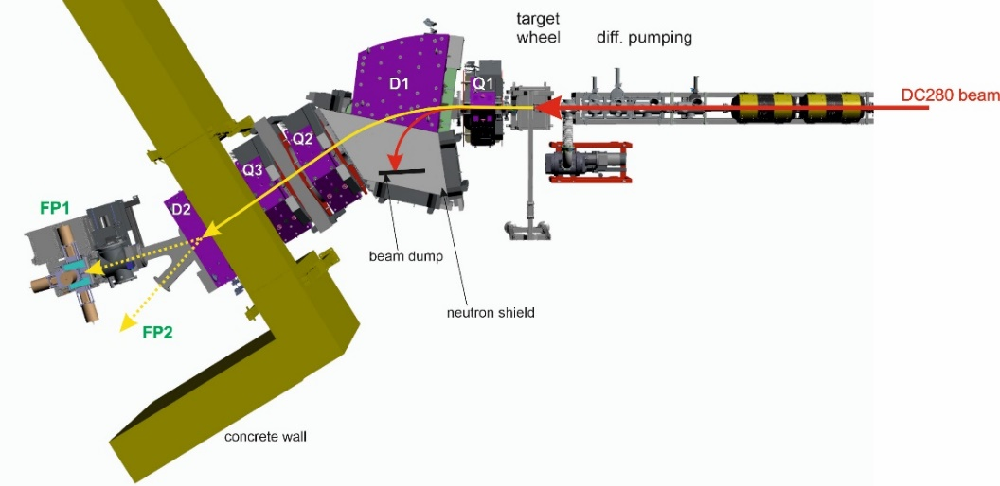 target
wheel
diff. pumping
DC280 beam
D1
Q1
Q2
Q3
D2
FP1
FP2
beam dump
neutron shield
concrete wall